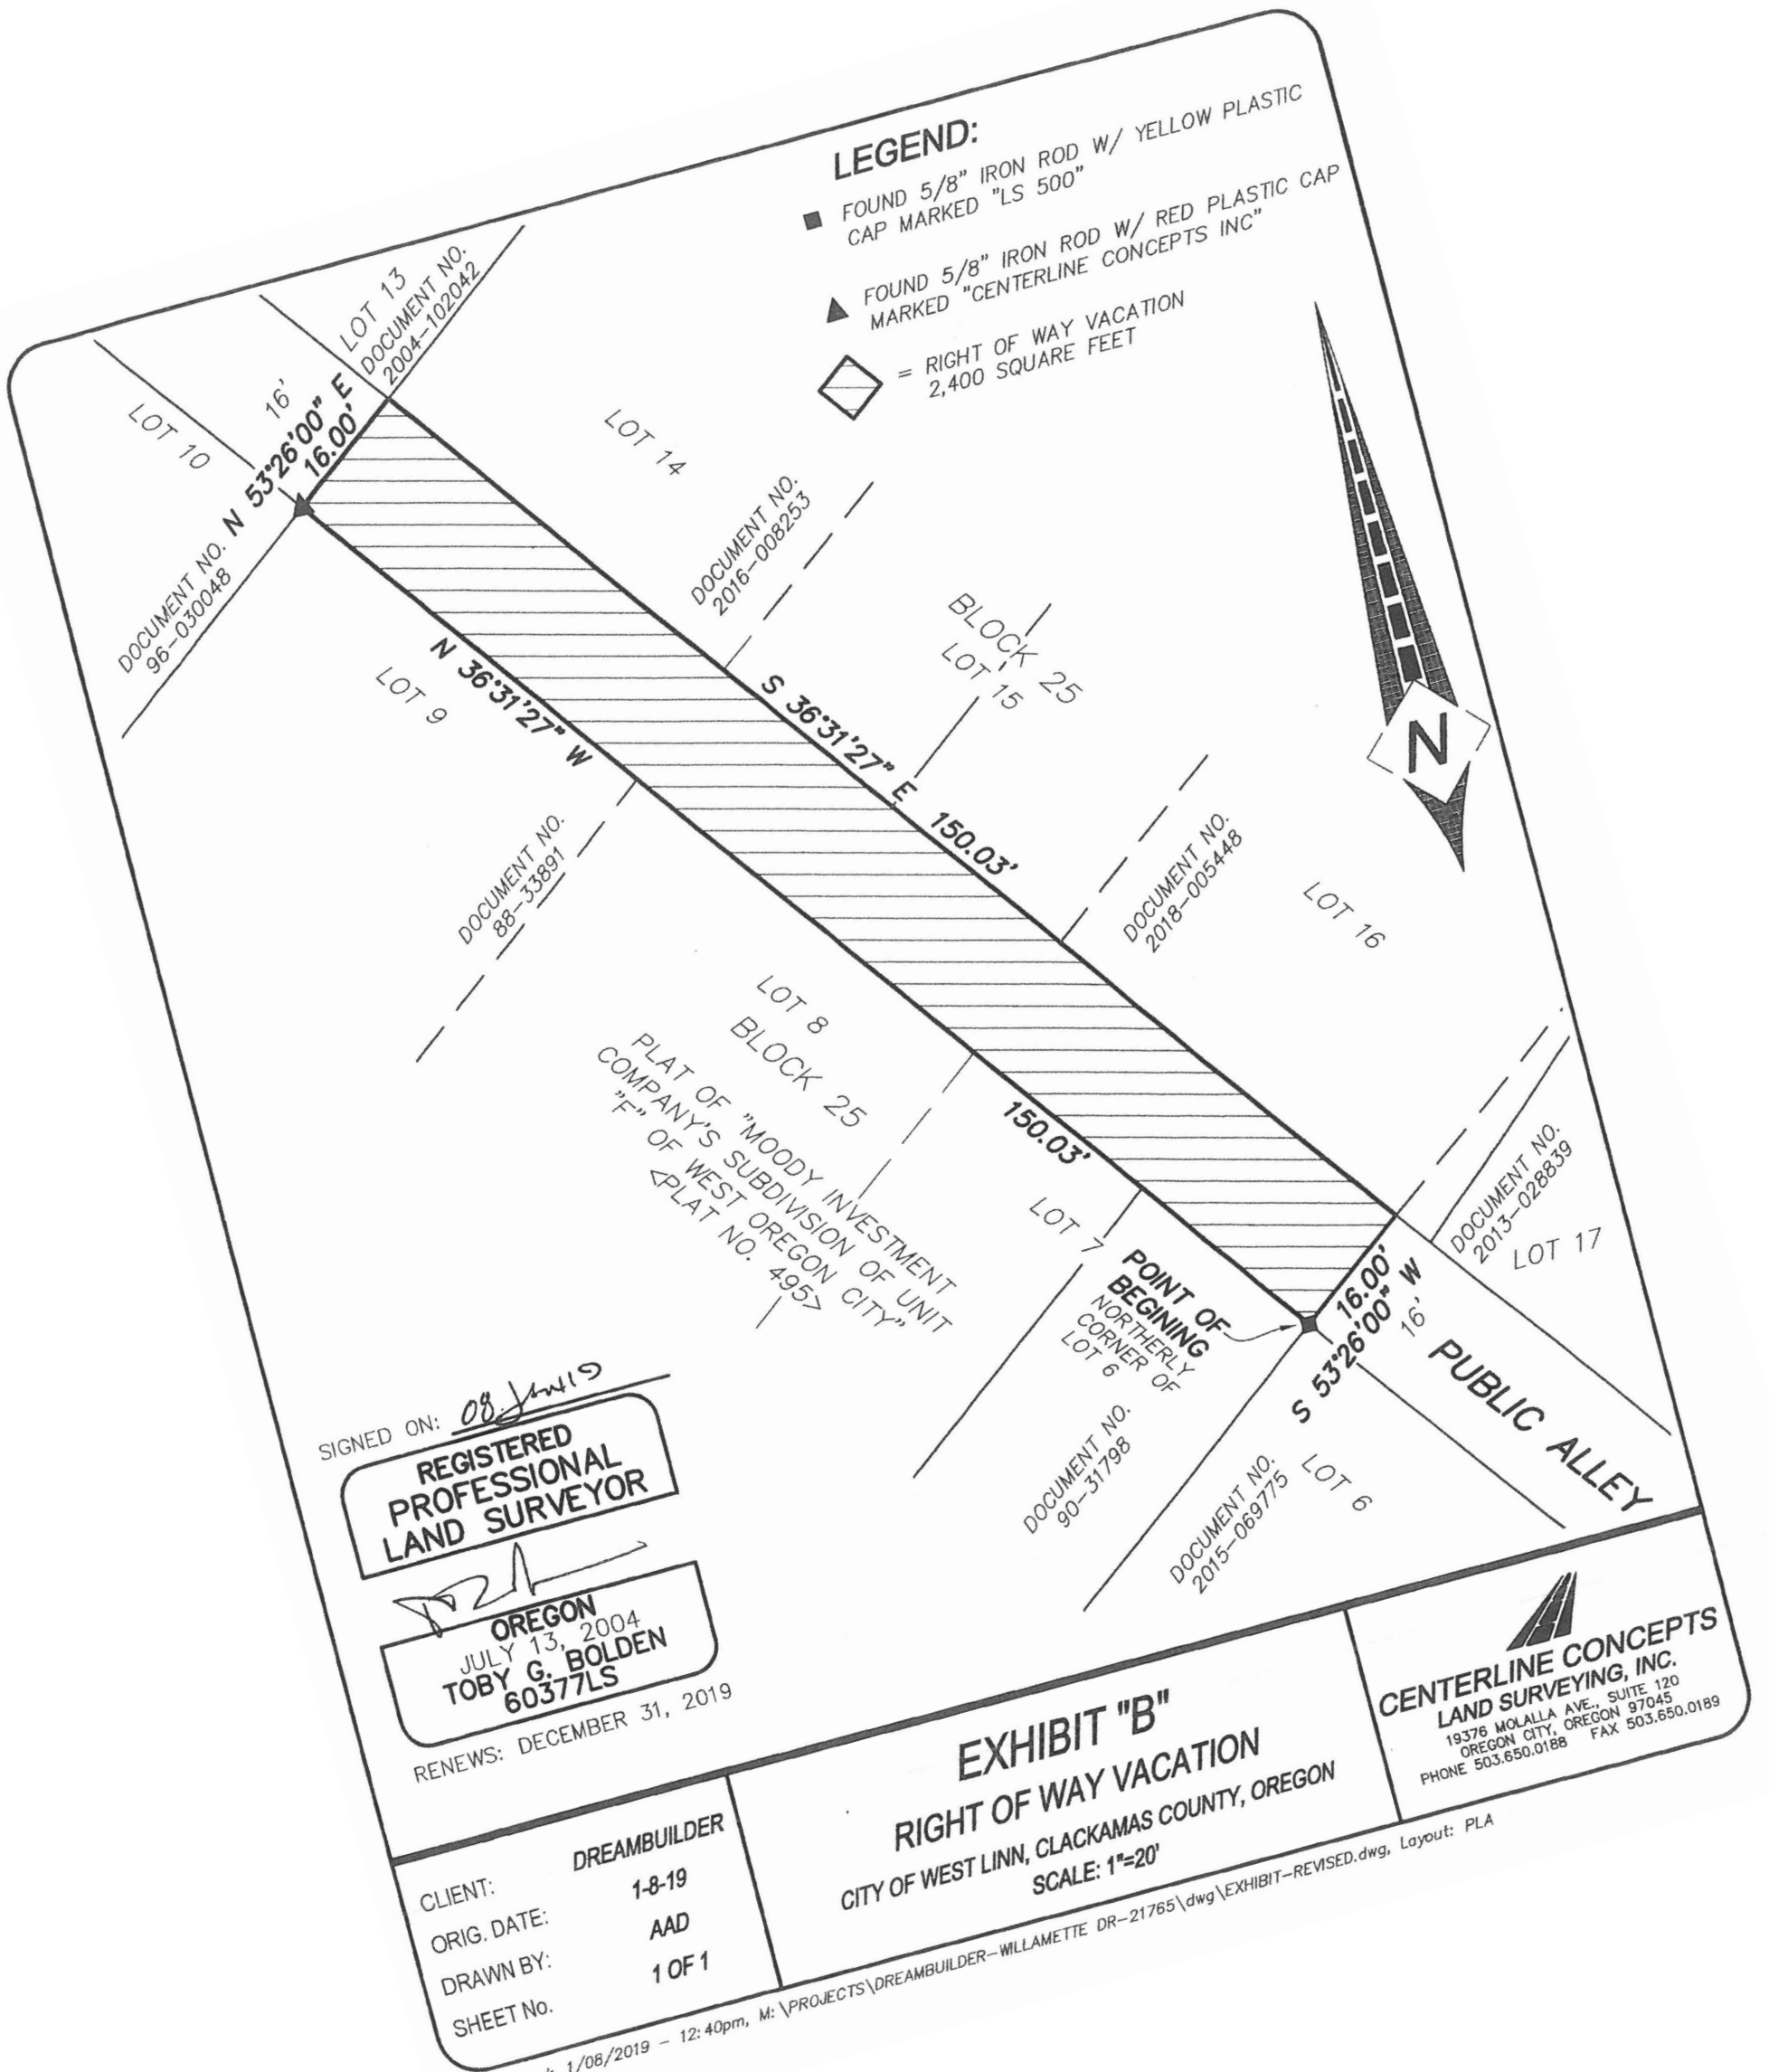 LEGEND:
FOUND 5/8" IRON ROD W/ YELLOW PLASTIC
CAP MARKED "LS 500"
FOUND 5/8" IRON ROD W/ RED PLASTIC CAP
MARKED "CENTERLINE CONCEPTS INC"
= RIGHT OF WAY VACATION
2,400 SQUARE FEET
LOT 13
DOCUMENT NO.
2004-102042
16'
N 53°26'00" E
16.00'
LOT 10
DOCUMENT NO.
96-030048
LOT 14
DOCUMENT NO.
2016-008253
LOT 9
N 36°31'27" W
BLOCK 25
LOT 15
S 36°31'27" E 150.03'
N
DOCUMENT NO.
88-33891
DOCUMENT NO.
2018-005448
LOT 16
LOT 8
BLOCK 25
PLAT OF "MOODY INVESTMENT
COMPANY'S SUBDIVISION OF UNIT
"F" OF WEST OREGON CITY"
<PLAT NO. 495>
150.03'
LOT 7
POINT OF
BEGINING
NORTHERLY
CORNER OF
LOT 6
DOCUMENT NO.
2013-028839
LOT 17
16.00'
S 53°26'00" W
16'
PUBLIC ALLEY
DOCUMENT NO.
90-31798
DOCUMENT NO.
2015-069775
LOT 6
SIGNED ON:
REGISTERED
PROFESSIONAL
LAND SURVEYOR
OREGON
JULY 13, 2004
TOBY G. BOLDEN
60377LS
RENEWS: DECEMBER 31, 2019
CLIENT: DREAMBUILDER
ORIG. DATE: 1-8-19
DRAWN BY: AAD
SHEET No. 1 OF 1
EXHIBIT "B"
RIGHT OF WAY VACATION
CITY OF WEST LINN, CLACKAMAS COUNTY, OREGON
SCALE: 1"=20'
CENTERLINE CONCEPTS
LAND SURVEYING, INC.
19376 MOLALLA AVE., SUITE 120
OREGON CITY, OREGON 97045
PHONE 503.650.0188 FAX 503.650.0189
1/08/2019 - 12:40pm, M:\PROJECTS\DREAMBUILDER-WILLAMETTE DR-21765\dwg\EXHIBIT-REVISED.dwg, Layout: PLA